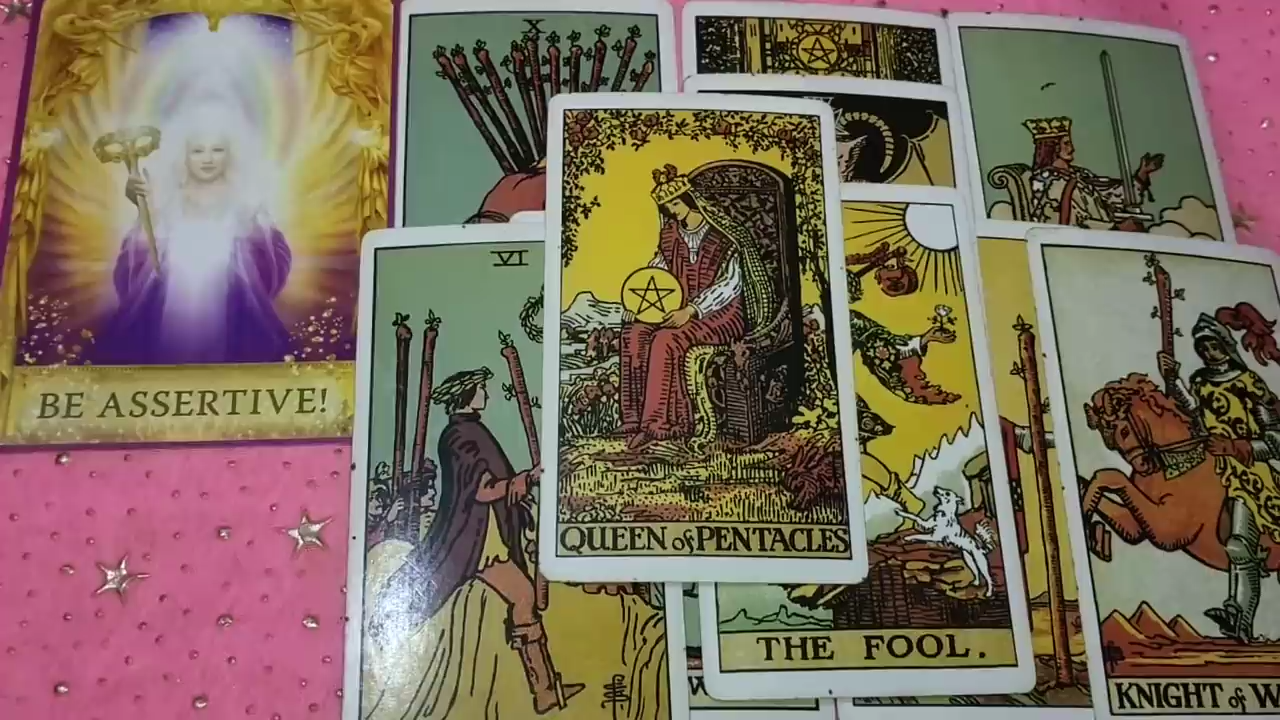 X
BE ASSERTIVE!
VI
QUEEN of PENTACLES
THE FOOL.
KNIGHT of W
W